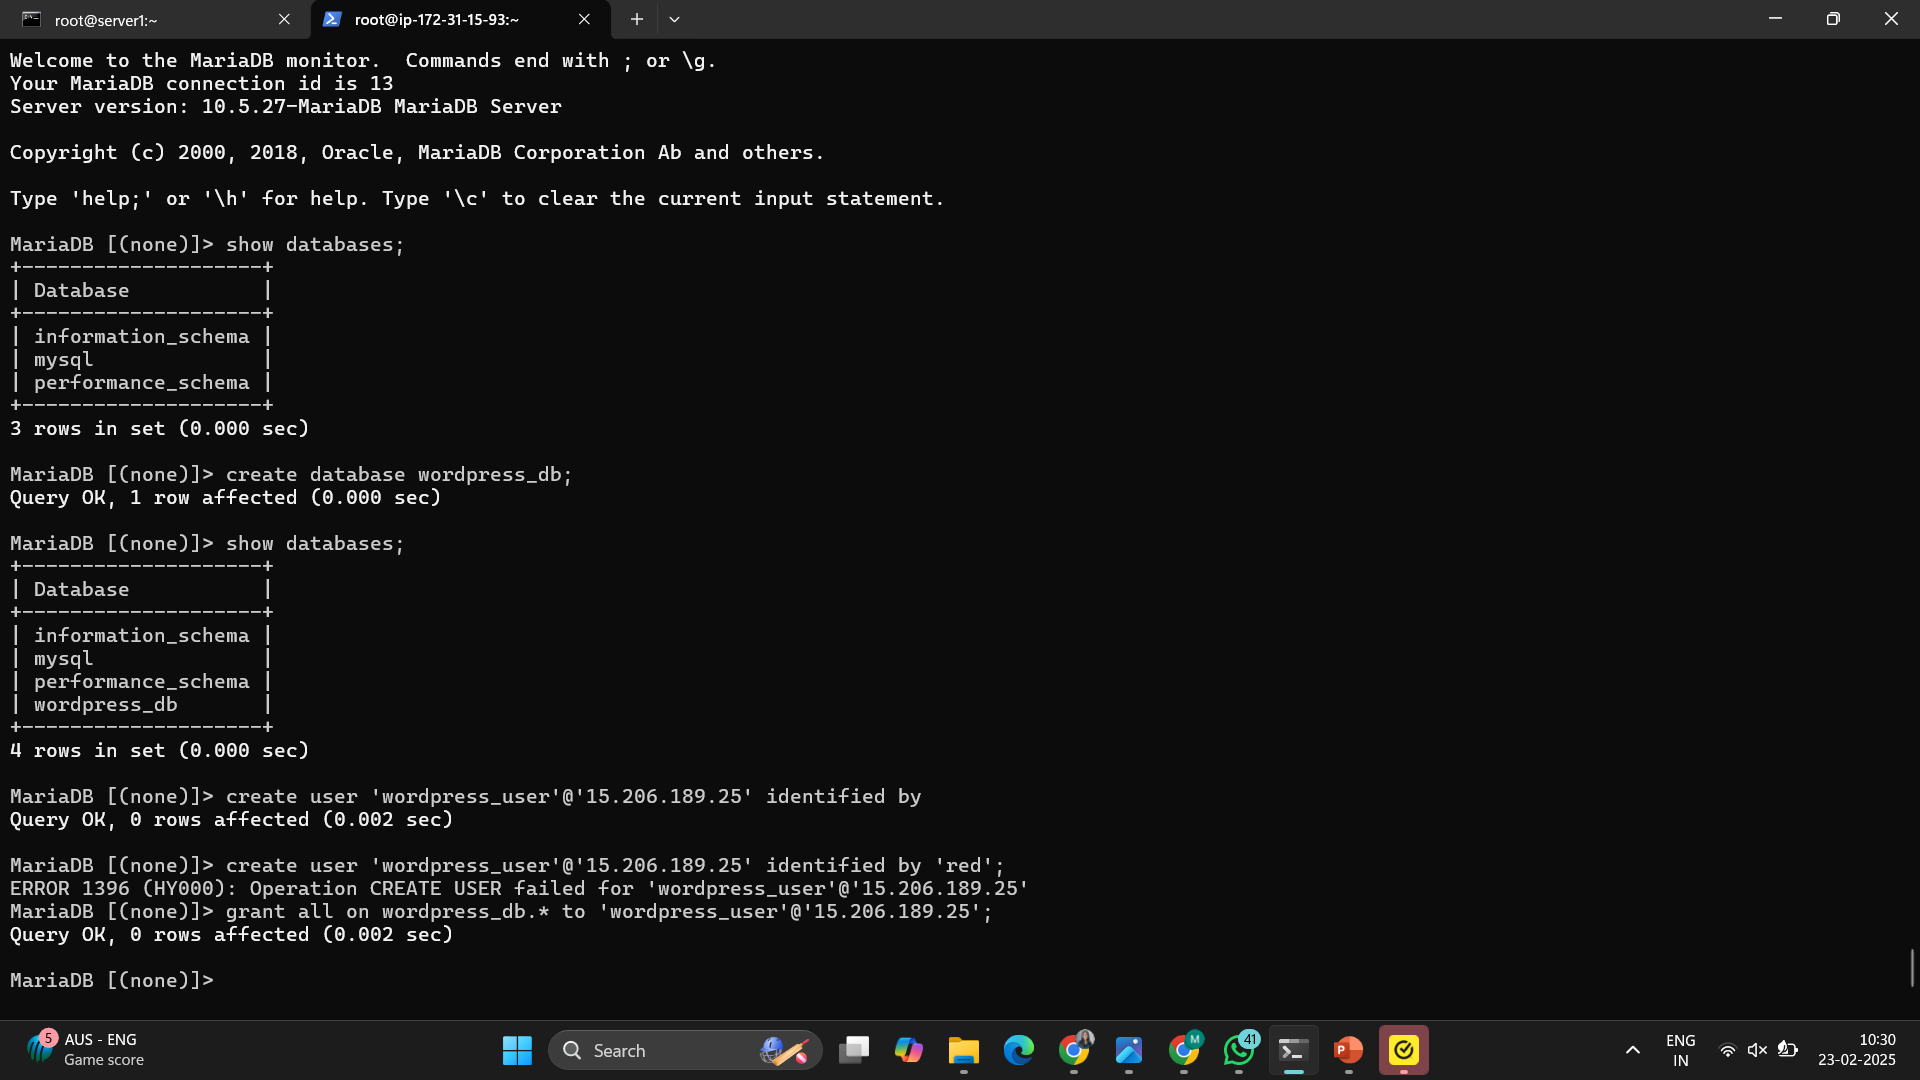 root@server1:~
root@ip-172-31-15-93:~
Welcome to the MariaDB monitor.  Commands end with ; or \g.
Your MariaDB connection id is 13
Server version: 10.5.27-MariaDB MariaDB Server
Copyright (c) 2000, 2018, Oracle, MariaDB Corporation Ab and others.
Type 'help;' or '\h' for help. Type '\c' to clear the current input statement.
MariaDB [(none)]> show databases;
+--------------------+
| Database           |
+--------------------+
| information_schema |
| mysql              |
| performance_schema |
+--------------------+
3 rows in set (0.000 sec)
MariaDB [(none)]> create database wordpress_db;
Query OK, 1 row affected (0.000 sec)
MariaDB [(none)]> show databases;
+--------------------+
| Database           |
+--------------------+
| information_schema |
| mysql              |
| performance_schema |
| wordpress_db       |
+--------------------+
4 rows in set (0.000 sec)
MariaDB [(none)]> create user 'wordpress_user'@'15.206.189.25' identified by
Query OK, 0 rows affected (0.002 sec)
MariaDB [(none)]> create user 'wordpress_user'@'15.206.189.25' identified by 'red';
ERROR 1396 (HY000): Operation CREATE USER failed for 'wordpress_user'@'15.206.189.25'
MariaDB [(none)]> grant all on wordpress_db.* to 'wordpress_user'@'15.206.189.25';
Query OK, 0 rows affected (0.002 sec)
MariaDB [(none)]>
5
AUS - ENG
Game score
Search
M
41
P
ENG
IN
10:30
23-02-2025